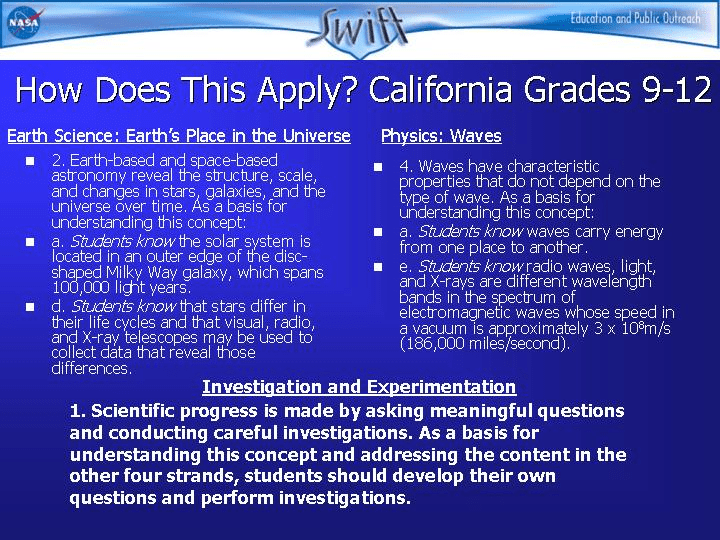 NASA
Swift
Education and Public Outreach
How Does This Apply? California Grades 9-12
Earth Science: Earth's Place in the Universe
■ 2. Earth-based and space-based
astronomy reveal the structure, scale,
and changes in stars, galaxies, and the
universe over time. As a basis for
understanding this concept:
■ a. Students know the solar system is
located in an outer edge of the disc-
shaped Milky Way galaxy, which spans
100,000 light years.
■ d. Students know that stars differ in
their life cycles and that visual, radio,
and X-ray telescopes may be used to
collect data that reveal those
differences.
Physics: Waves
■ 4. Waves have characteristic
properties that do not depend on the
type of wave. As a basis for
understanding this concept:
■ a. Students know waves carry energy
from one place to another.
■ e. Students know radio waves, light,
and X-rays are different wavelength
bands in the spectrum of
electromagnetic waves whose speed in
a vacuum is approximately 3 x 10⁸m/s
(186,000 miles/second).
Investigation and Experimentation
1. Scientific progress is made by asking meaningful questions
and conducting careful investigations. As a basis for
understanding this concept and addressing the content in the
other four strands, students should develop their own
questions and perform investigations.